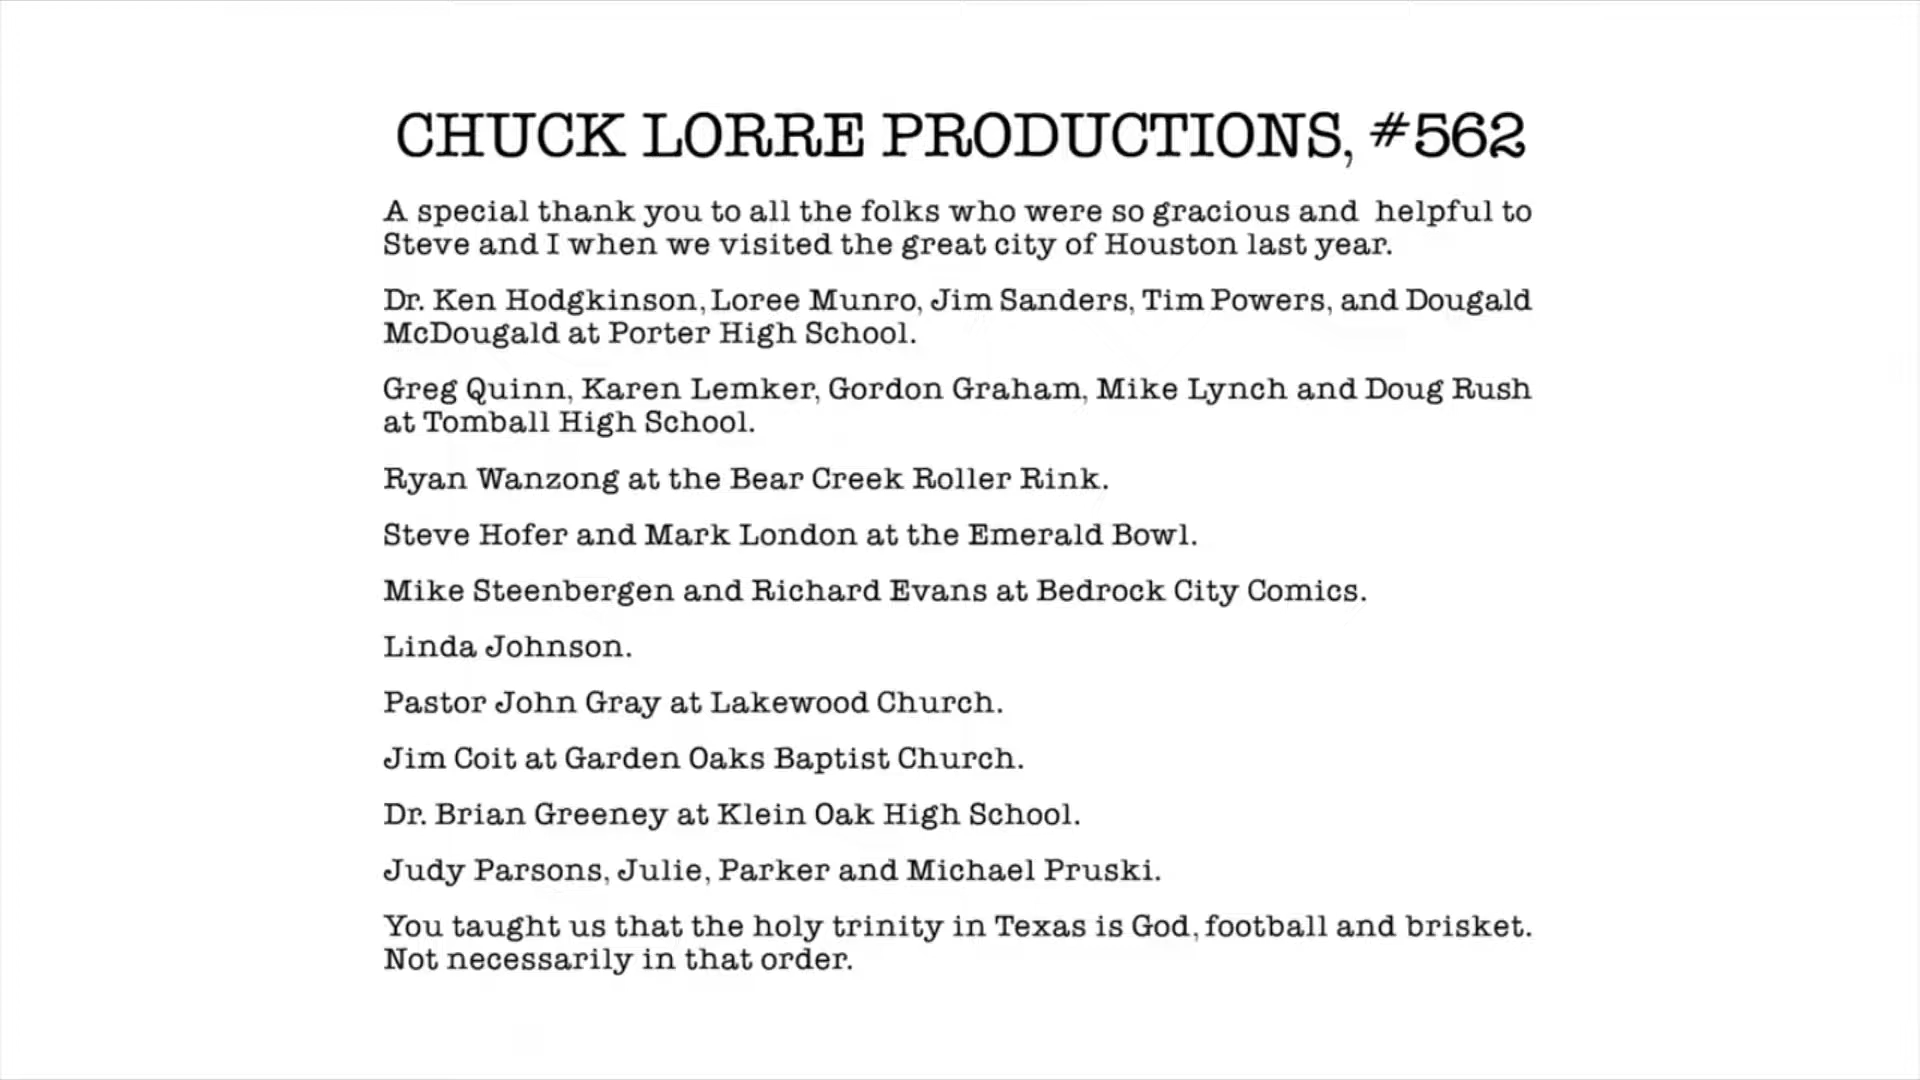 CHUCK LORRE PRODUCTIONS, #562
A special thank you to all the folks who were so gracious and helpful to
Steve and I when we visited the great city of Houston last year.
Dr. Ken Hodgkinson, Loree Munro, Jim Sanders, Tim Powers, and Dougald
McDougald at Porter High School.
Greg Quinn, Karen Lemker, Gordon Graham, Mike Lynch and Doug Rush
at Tomball High School.
Ryan Wanzong at the Bear Creek Roller Rink.
Steve Hofer and Mark London at the Emerald Bowl.
Mike Steenbergen and Richard Evans at Bedrock City Comics.
Linda Johnson.
Pastor John Gray at Lakewood Church.
Jim Coit at Garden Oaks Baptist Church.
Dr. Brian Greeney at Klein Oak High School.
Judy Parsons, Julie, Parker and Michael Pruski.
You taught us that the holy trinity in Texas is God, football and brisket.
Not necessarily in that order.